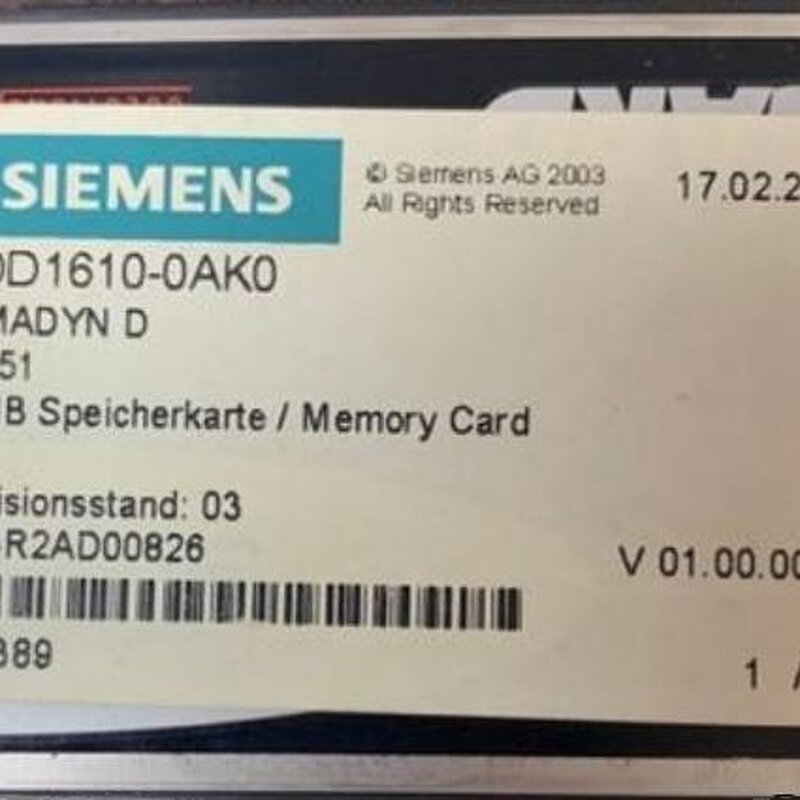 SIEMENS
© Siemens AG 2003
All Rights Reserved
17.02.2
DD1610-0AK0
MADYN D
51
B Speicherkarte / Memory Card
isionsstand: 03
R2AD00826
V 01.00.00
389
1